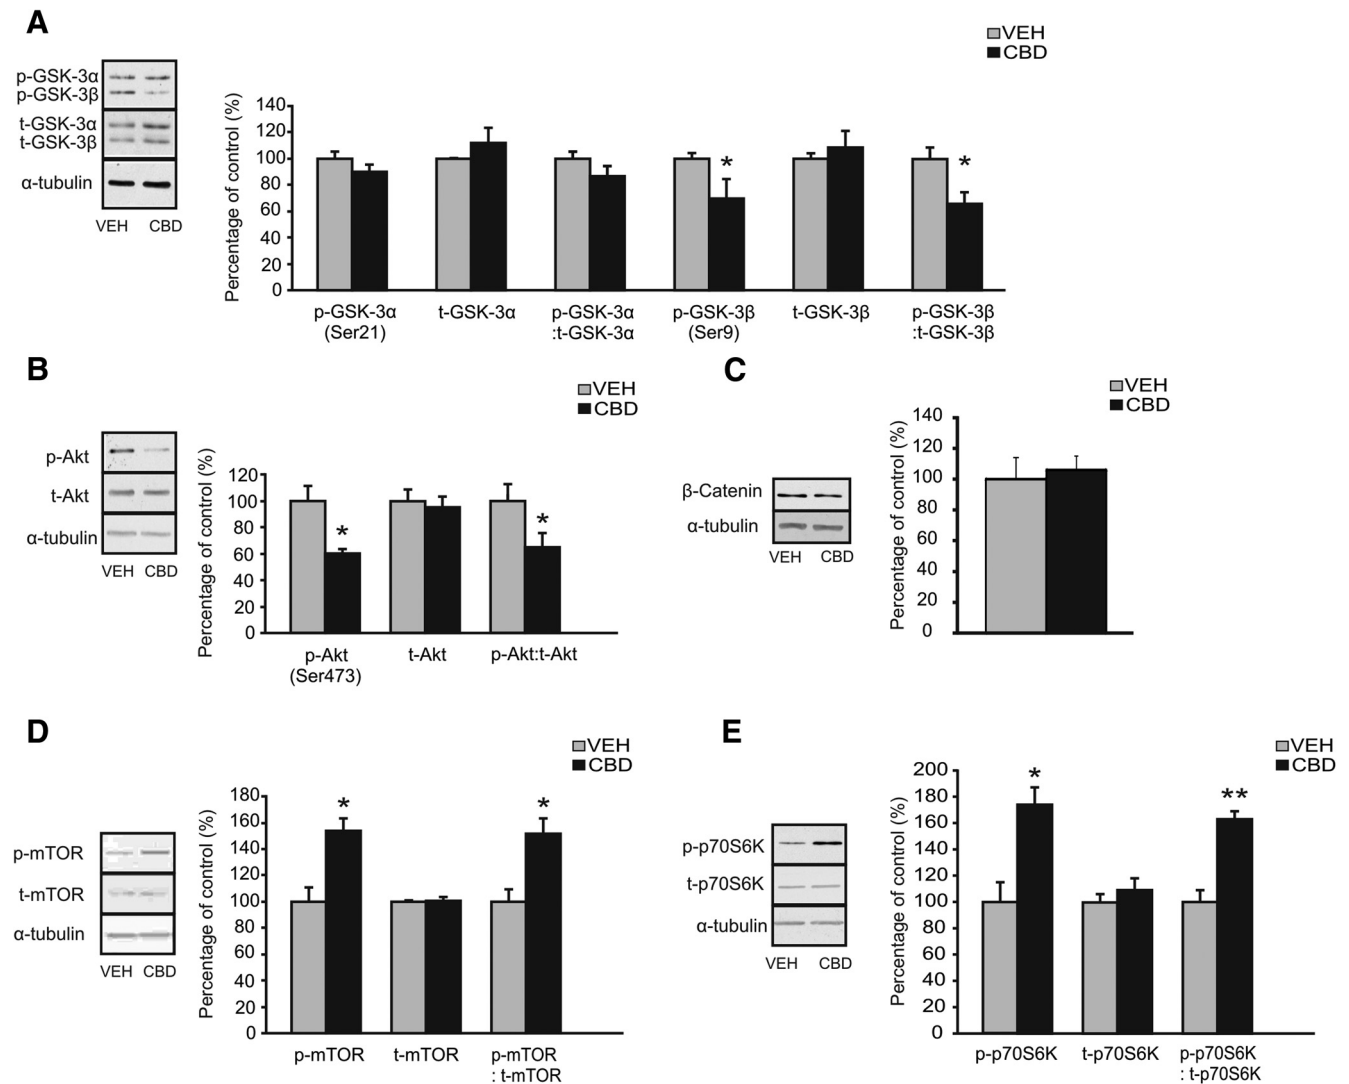 A
VEH
CBD
p-GSK-3α
p-GSK-3β
t-GSK-3α
t-GSK-3β
α-tubulin
VEH CBD
Percentage of control (%)
140
120
100
80
60
40
20
0
* *
p-GSK-3α t-GSK-3α p-GSK-3α p-GSK-3β t-GSK-3β p-GSK-3β
(Ser21) :t-GSK-3α (Ser9) :t-GSK-3β
B
VEH
CBD
p-Akt
t-Akt
α-tubulin
VEH CBD
Percentage of control (%)
120
100
80
60
40
20
0
* *
p-Akt t-Akt p-Akt:t-Akt
(Ser473)
C
VEH
CBD
β-Catenin
α-tubulin
VEH CBD
Percentage of control (%)
140
120
100
80
60
40
20
0
D
VEH
CBD
p-mTOR
t-mTOR
α-tubulin
VEH CBD
Percentage of control (%)
180
160
140
120
100
80
60
40
20
0
* *
p-mTOR t-mTOR p-mTOR
: t-mTOR
E
VEH
CBD
p-p70S6K
t-p70S6K
α-tubulin
VEH CBD
Percentage of control (%)
200
180
160
140
120
100
80
60
40
20
0
* **
p-p70S6K t-p70S6K p-p70S6K
: t-p70S6K